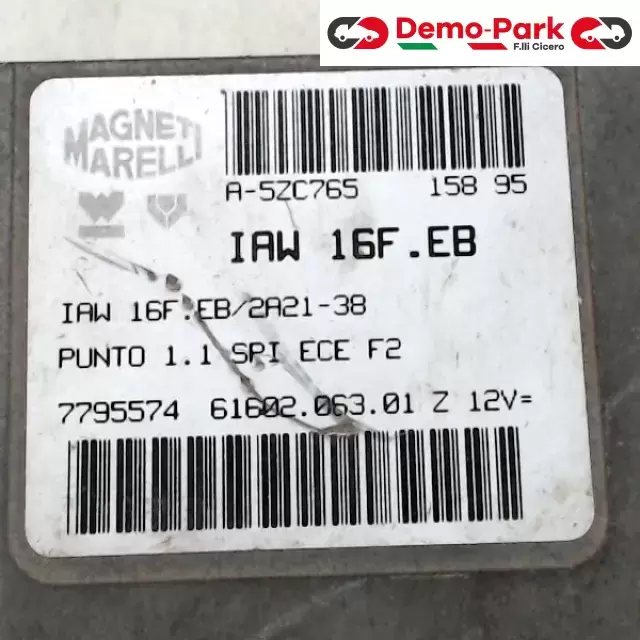 Demo-Park
F.lli Cicero
MAGNETI
MARELLI
A-5ZC765 158 95
IAW 16F.EB
IAW 16F.EB/2A21-38
PUNTO 1.1 SPI ECE F2
7795574 61602.063.01 Z 12V=